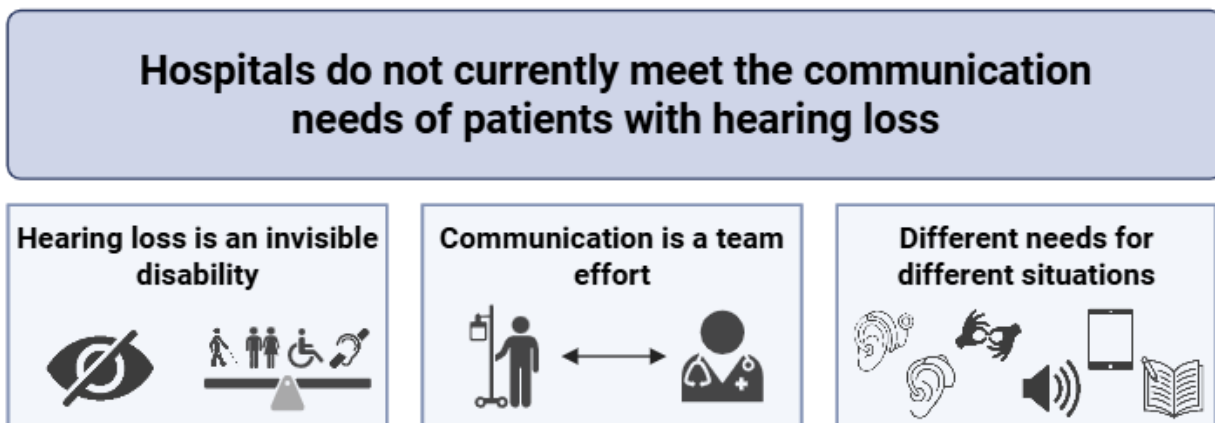 Hospitals do not currently meet the communication
needs of patients with hearing loss
Hearing loss is an invisible
disability
Communication is a team
effort
Different needs for
different situations